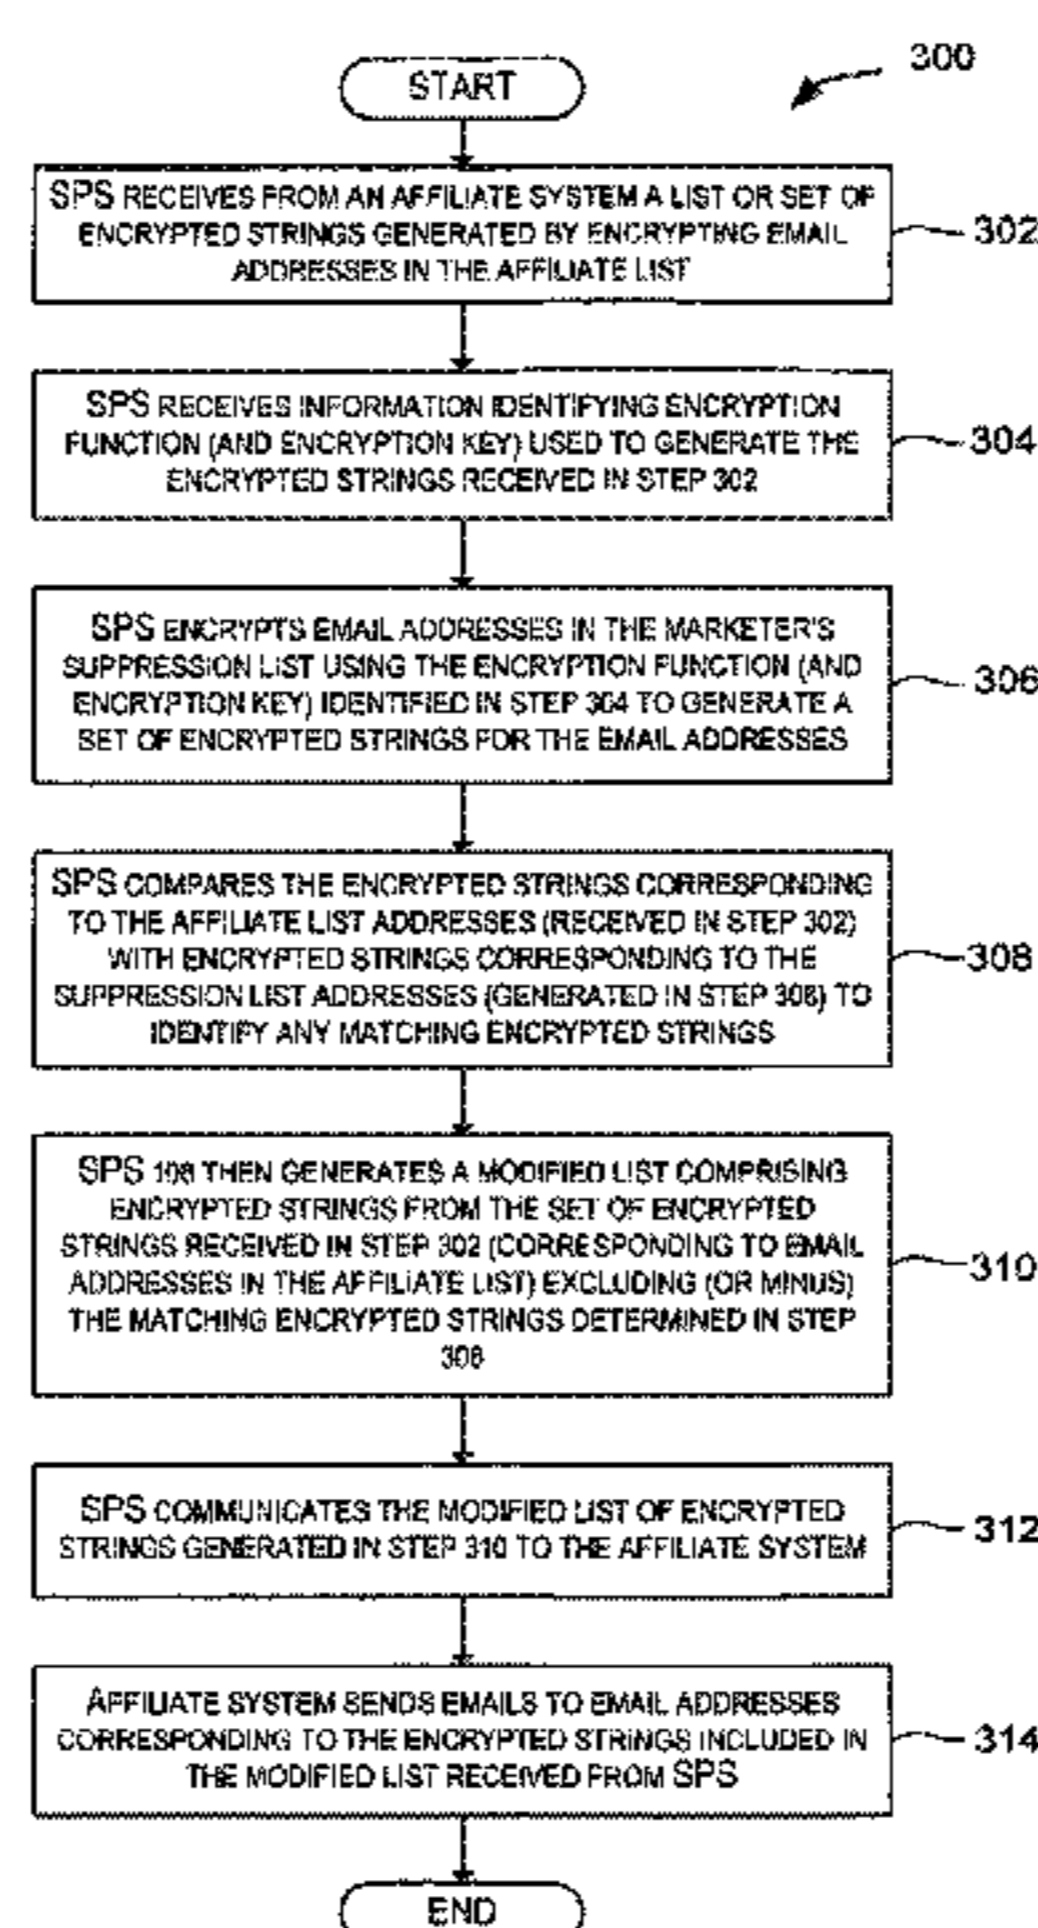 300
START
SPS RECEIVES FROM AN AFFILIATE SYSTEM A LIST OR SET OF
ENCRYPTED STRINGS GENERATED BY ENCRYPTING EMAIL
ADDRESSES IN THE AFFILIATE LIST
302
SPS RECEIVES INFORMATION IDENTIFYING ENCRYPTION
FUNCTION (AND ENCRYPTION KEY) USED TO GENERATE THE
ENCRYPTED STRINGS RECEIVED IN STEP 302
304
SPS ENCRYPTS EMAIL ADDRESSES IN THE MARKETER'S
SUPPRESSION LIST USING THE ENCRYPTION FUNCTION (AND
ENCRYPTION KEY) IDENTIFIED IN STEP 304 TO GENERATE A
SET OF ENCRYPTED STRINGS FOR THE EMAIL ADDRESSES
306
SPS COMPARES THE ENCRYPTED STRINGS CORRESPONDING
TO THE AFFILIATE LIST ADDRESSES (RECEIVED IN STEP 302)
WITH ENCRYPTED STRINGS CORRESPONDING TO THE
SUPPRESSION LIST ADDRESSES (GENERATED IN STEP 306) TO
IDENTIFY ANY MATCHING ENCRYPTED STRINGS
308
SPS 108 THEN GENERATES A MODIFIED LIST COMPRISING
ENCRYPTED STRINGS FROM THE SET OF ENCRYPTED
STRINGS RECEIVED IN STEP 302 (CORRESPONDING TO EMAIL
ADDRESSES IN THE AFFILIATE LIST) EXCLUDING (OR MINUS)
THE MATCHING ENCRYPTED STRINGS DETERMINED IN STEP
308
310
SPS COMMUNICATES THE MODIFIED LIST OF ENCRYPTED
STRINGS GENERATED IN STEP 310 TO THE AFFILIATE SYSTEM
312
AFFILIATE SYSTEM SENDS EMAILS TO EMAIL ADDRESSES
CORRESPONDING TO THE ENCRYPTED STRINGS INCLUDED IN
THE MODIFIED LIST RECEIVED FROM SPS
314
END